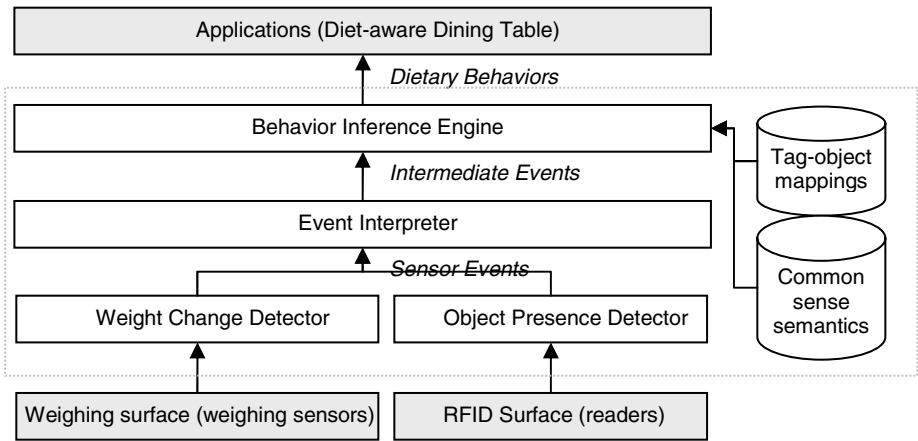 Applications (Diet-aware Dining Table)
Dietary Behaviors
Behavior Inference Engine
Tag-object
mappings
Intermediate Events
Event Interpreter
Sensor Events
Common
sense
semantics
Weight Change Detector
Object Presence Detector
Weighing surface (weighing sensors)
RFID Surface (readers)